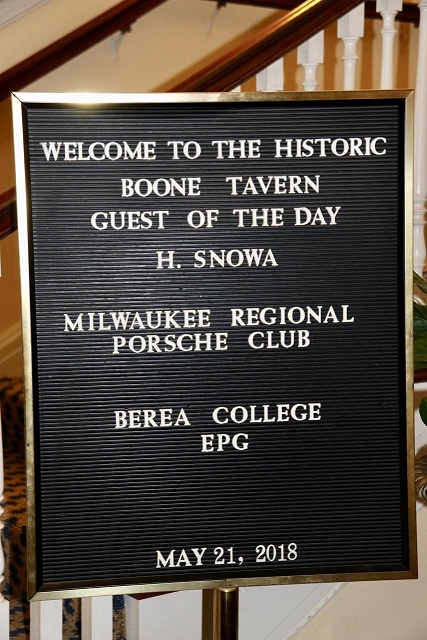 WELCOME TO THE HISTORIC
BOONE TAVERN
GUEST OF THE DAY
H. SNOWA
MILWAUKEE REGIONAL
PORSCHE CLUB
BEREA COLLEGE
EPG
MAY 21, 2018